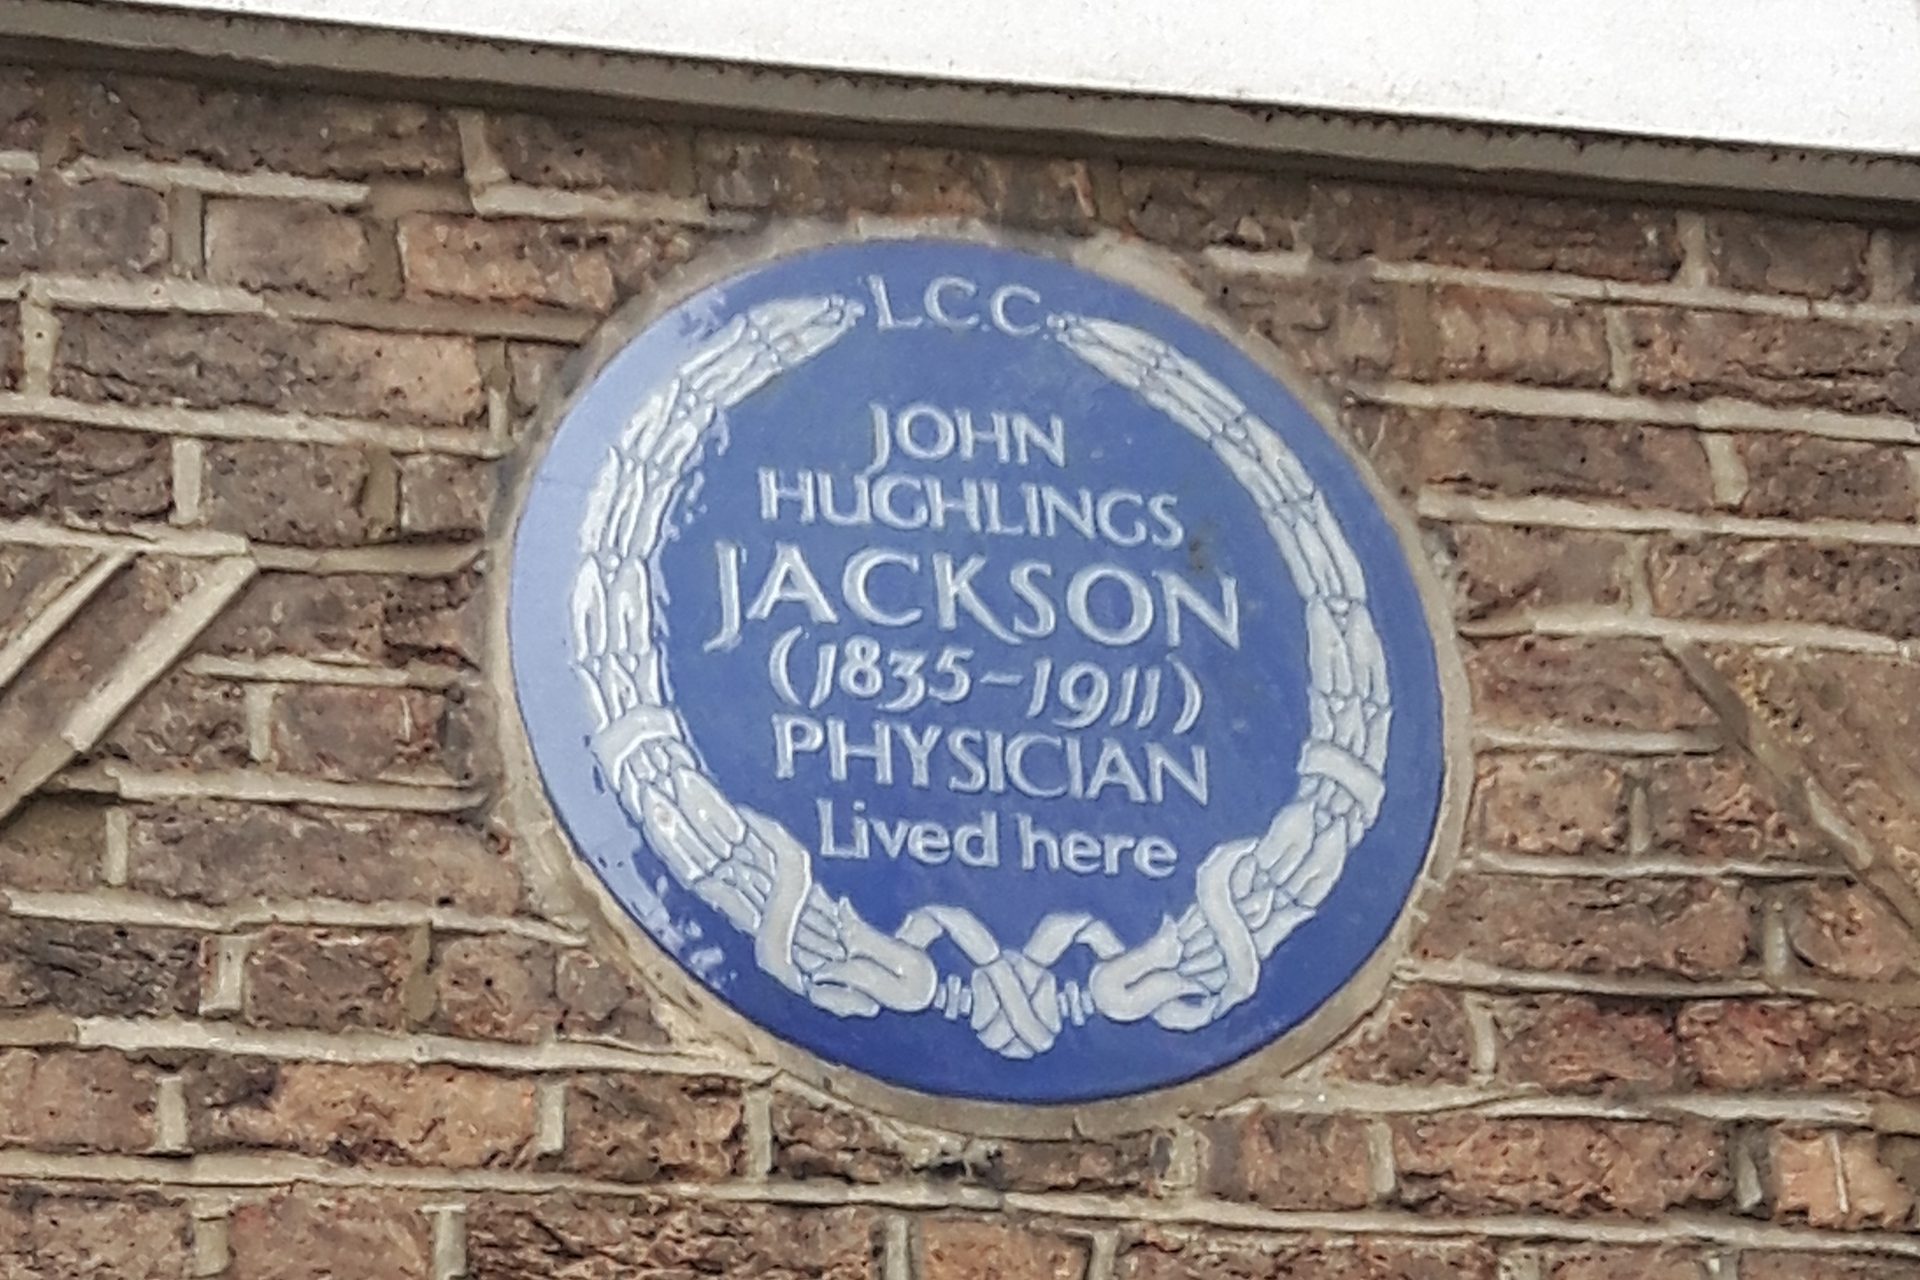 L.C.C.
JOHN
HUGHLINGS
JACKSON
(1835-1911)
PHYSICIAN
Lived here